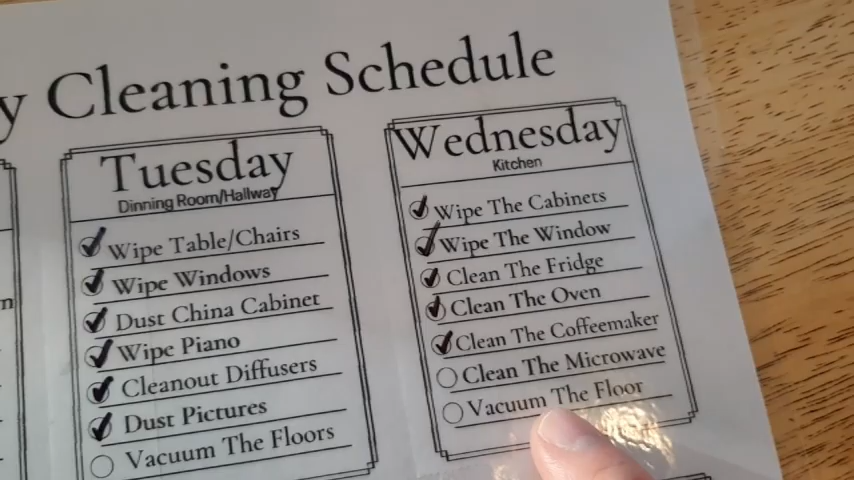 y Cleaning Schedule
Tuesday
Dinning Room/Hallway
Wipe Table/Chairs
Wipe Windows
Dust China Cabinet
Wipe Piano
Cleanout Diffusers
Dust Pictures
Vacuum The Floors
Wednesday
Kitchen
Wipe The Cabinets
Wipe The Window
Clean The Fridge
Clean The Oven
Clean The Coffeemaker
Clean The Microwave
Vacuum The Floor
n